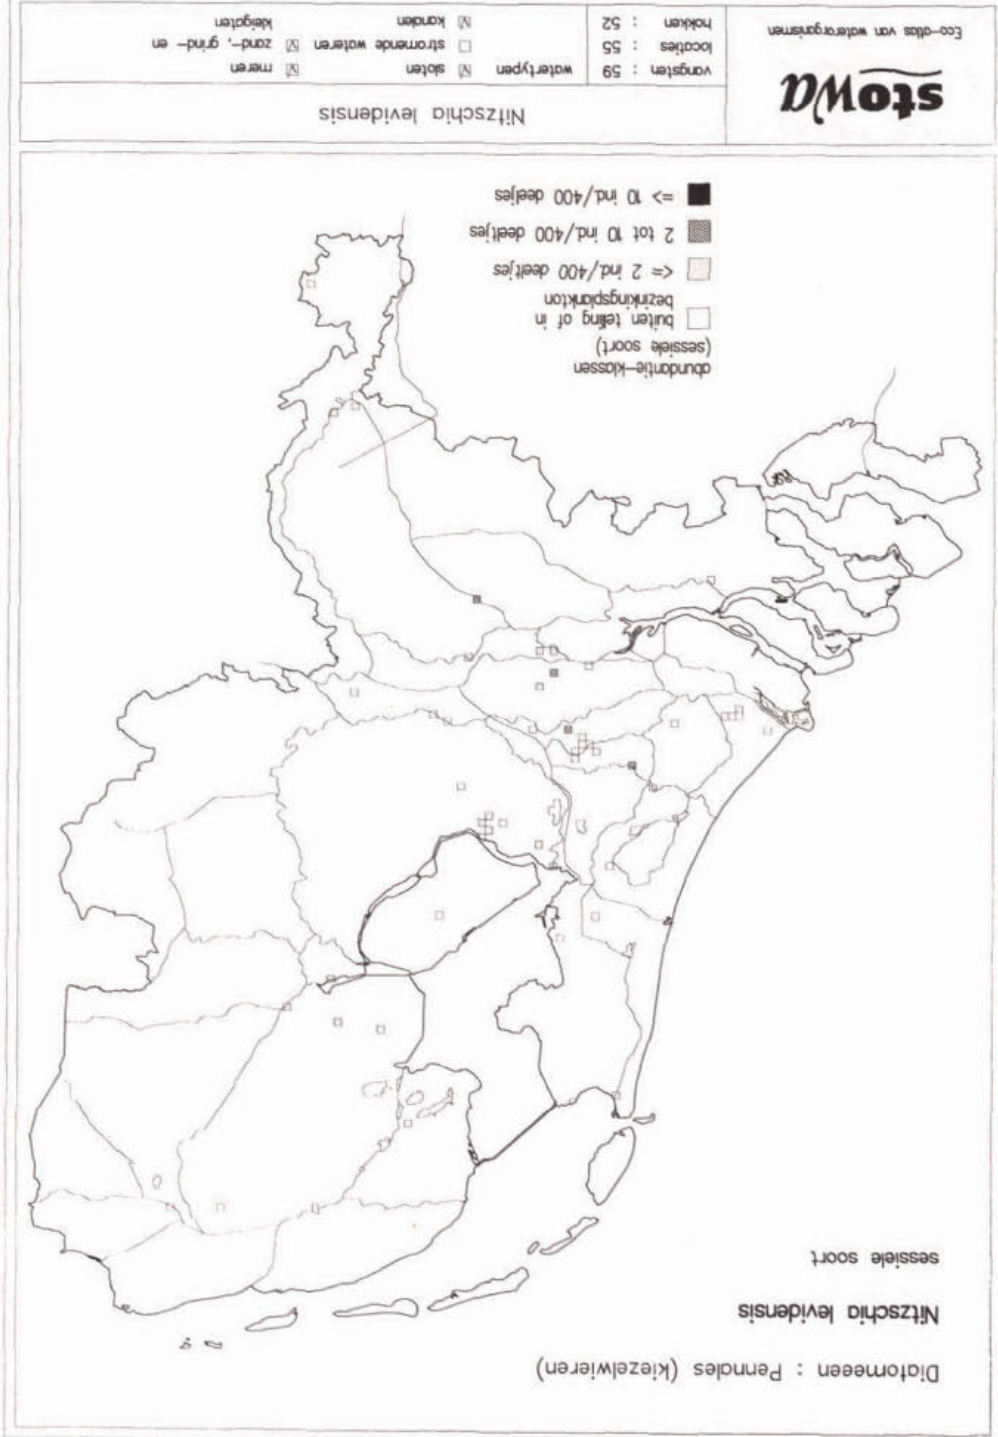 Diatomeeen : Pennales (kiezelwieren)
Nitzschia levidensis
sessiele soort
abundantie-klassen
(sessiele soort)
buiten telling of in
bezinkingsplankton
<= 2 ind./400 deeltjes
2 tot 10 ind./400 deeltjes
=> 10 ind./400 deeltjes
stowa
Eco-atlas van waterorganismen
Nitzschia levidensis
vangsten : 59
locaties : 55
hokken : 52
watertypen
sloten
stromende wateren
kanalen
meren
zand-, grind- en
kleigaten